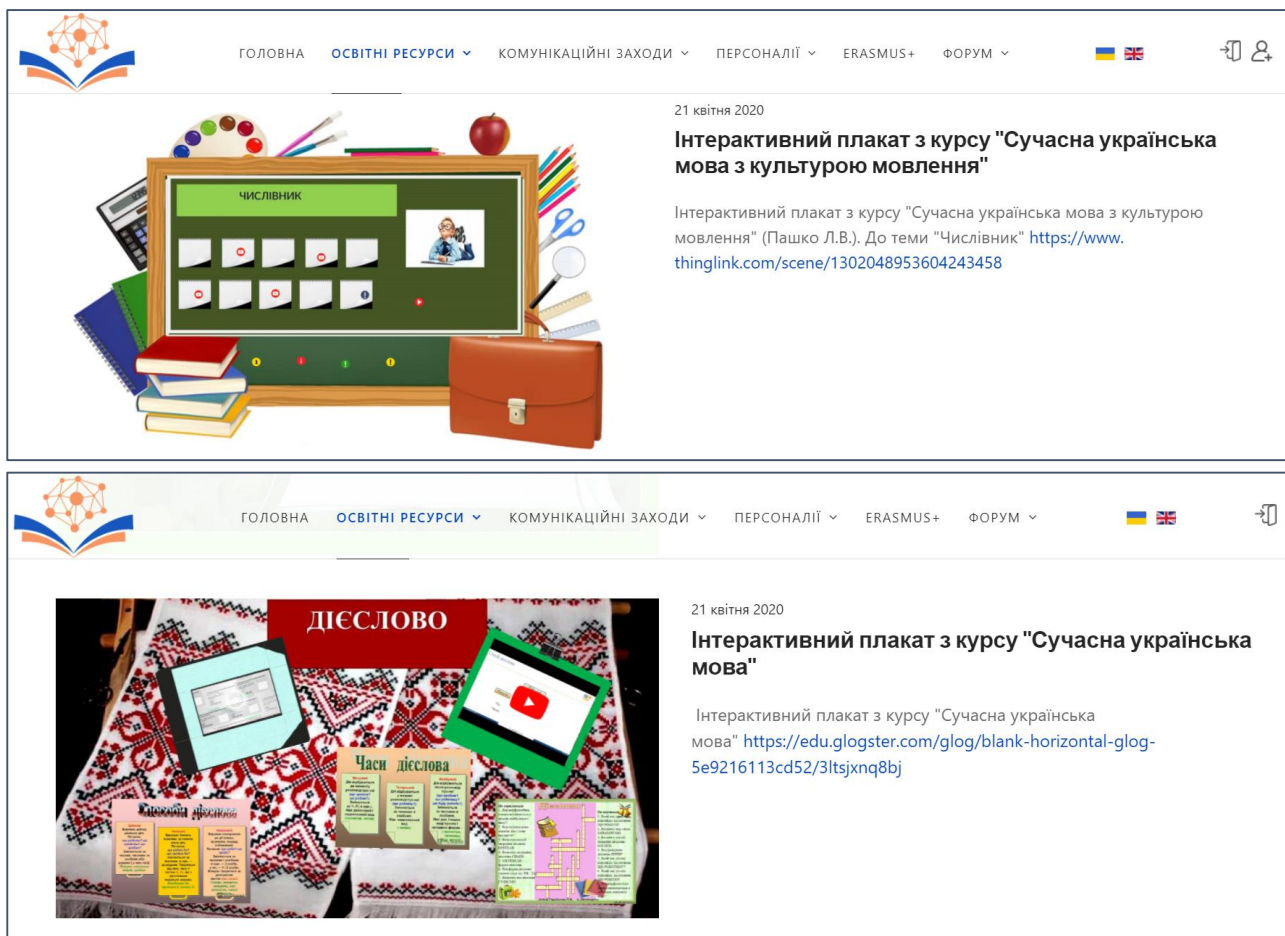 ГОЛОВНА ОСВІТНІ РЕСУРСИ КОМУНІКАЦІЙНІ ЗАХОДИ ПЕРСОНАЛІЇ ERASMUS+ ФОРУМ
ЧИСЛІВНИК
21 квітня 2020
Інтерактивний плакат з курсу "Сучасна українська
мова з культурою мовлення"
Інтерактивний плакат з курсу "Сучасна українська мова з культурою
мовлення" (Пашко Л.В.). До теми "Числівник" https://www.
thinglink.com/scene/1302048953604243458
ГОЛОВНА ОСВІТНІ РЕСУРСИ КОМУНІКАЦІЙНІ ЗАХОДИ ПЕРСОНАЛІЇ ERASMUS+ ФОРУМ
ДІЄСЛОВО
Часи дієслова
Способи дієслова
21 квітня 2020
Інтерактивний плакат з курсу "Сучасна українська
мова"
Інтерактивний плакат з курсу "Сучасна українська
мова" https://edu.glogster.com/glog/blank-horizontal-glog-
5e9216113cd52/3ltsjxnq8bj